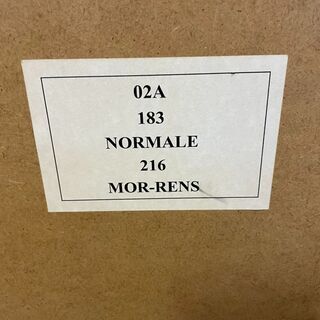 02A
183
NORMALE
216
MOR-RENS